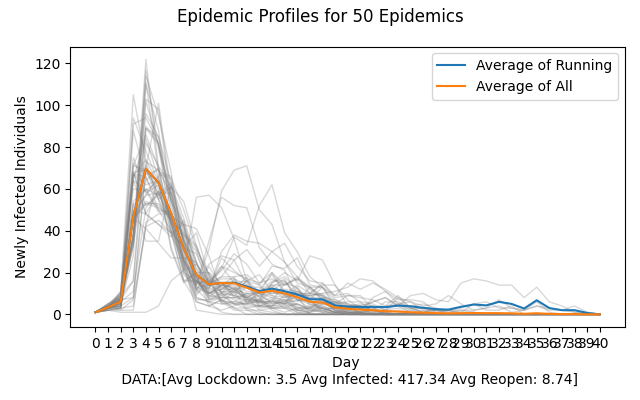 Epidemic Profiles for 50 Epidemics
Average of Running
Average of All
Newly Infected Individuals
120
100
80
60
40
20
0
0 1 2 3 4 5 6 7 8 9 10 11 12 13 14 15 16 17 18 19 20 21 22 23 24 25 26 27 28 29 30 31 32 33 34 35 36 37 38 39 40
Day
DATA:[Avg Lockdown: 3.5 Avg Infected: 417.34 Avg Reopen: 8.74]